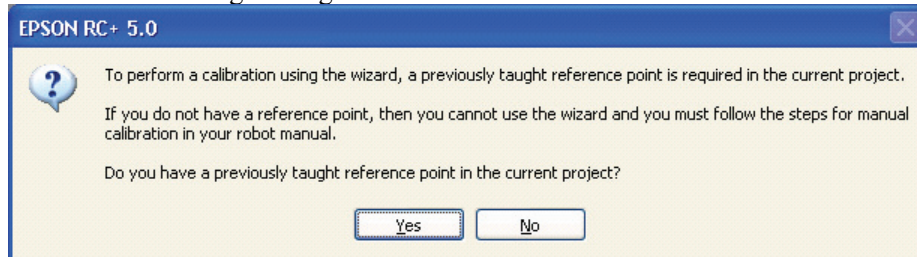 EPSON RC+ 5.0
To perform a calibration using the wizard, a previously taught reference point is required in the current project.
If you do not have a reference point, then you cannot use the wizard and you must follow the steps for manual
calibration in your robot manual.
Do you have a previously taught reference point in the current project?
Yes
No